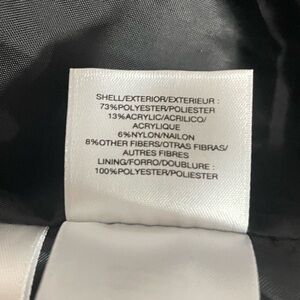 SHELL/EXTERIOR/EXTERIEUR :
73%POLYESTER/POLIESTER
13%ACRYLIC/ACRILICO/
ACRYLIQUE
6%NYLON/NAILON
8%OTHER FIBERS/OTRAS FIBRAS/
AUTRES FIBRES
LINING/FORRO/DOUBLURE :
100%POLYESTER/POLIESTER